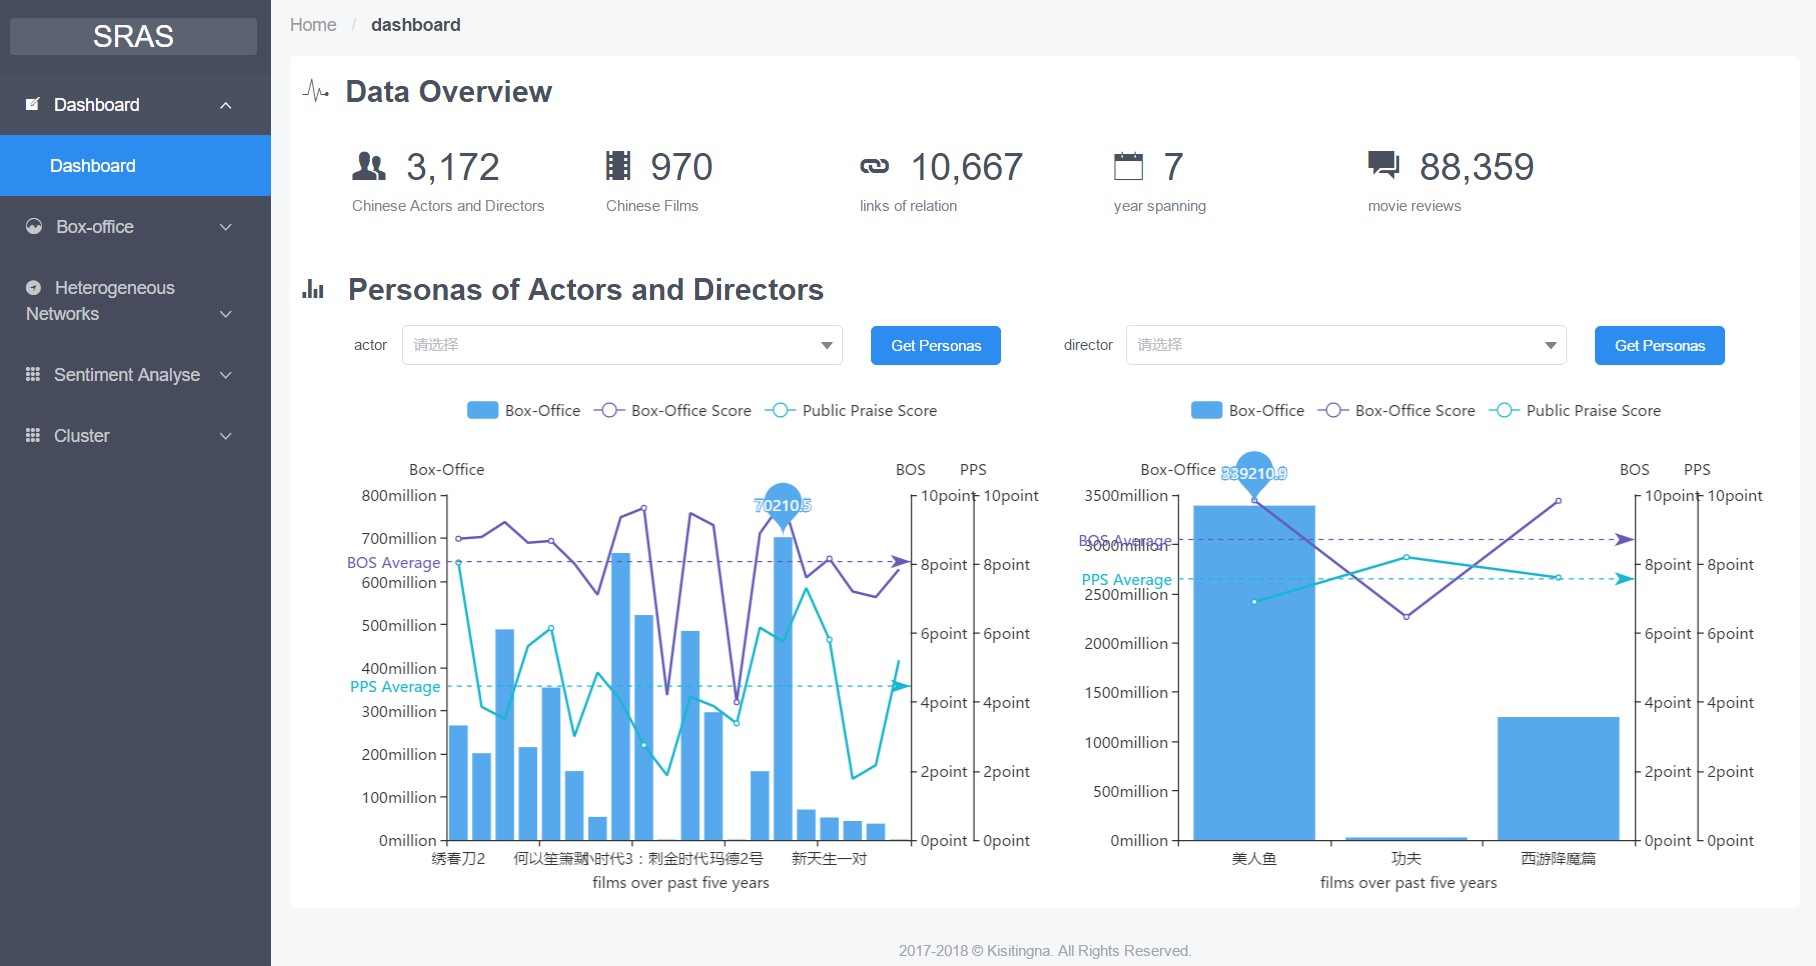 SRAS
Dashboard
Dashboard
Box-office
Heterogeneous
Networks
Sentiment Analyse
Cluster
Home / dashboard
Data Overview
3,172
Chinese Actors and Directors
970
Chinese Films
10,667
links of relation
7
year spanning
88,359
movie reviews
Personas of Actors and Directors
actor 请选择 Get Personas
director 请选择 Get Personas
Box-Office Box-Office Score Public Praise Score
Box-Office BOS PPS
800million
700million
600million
500million
400million
300million
200million
100million
0million
BOS Average
PPS Average
70210.5
10point
8point
6point
4point
2point
0point
10point
8point
6point
4point
2point
0point
绣春刀2 何以笙箫默 小时代3：刺金时代 玛德2号 新天生一对
films over past five years
Box-Office Box-Office Score Public Praise Score
Box-Office BOS PPS
3500million
3000million
2500million
2000million
1500million
1000million
500million
0million
BOS Average
PPS Average
339210.9
10point
8point
6point
4point
2point
0point
10point
8point
6point
4point
2point
0point
美人鱼 功夫 西游降魔篇
films over past five years
2017-2018 © Kisitingna. All Rights Reserved.